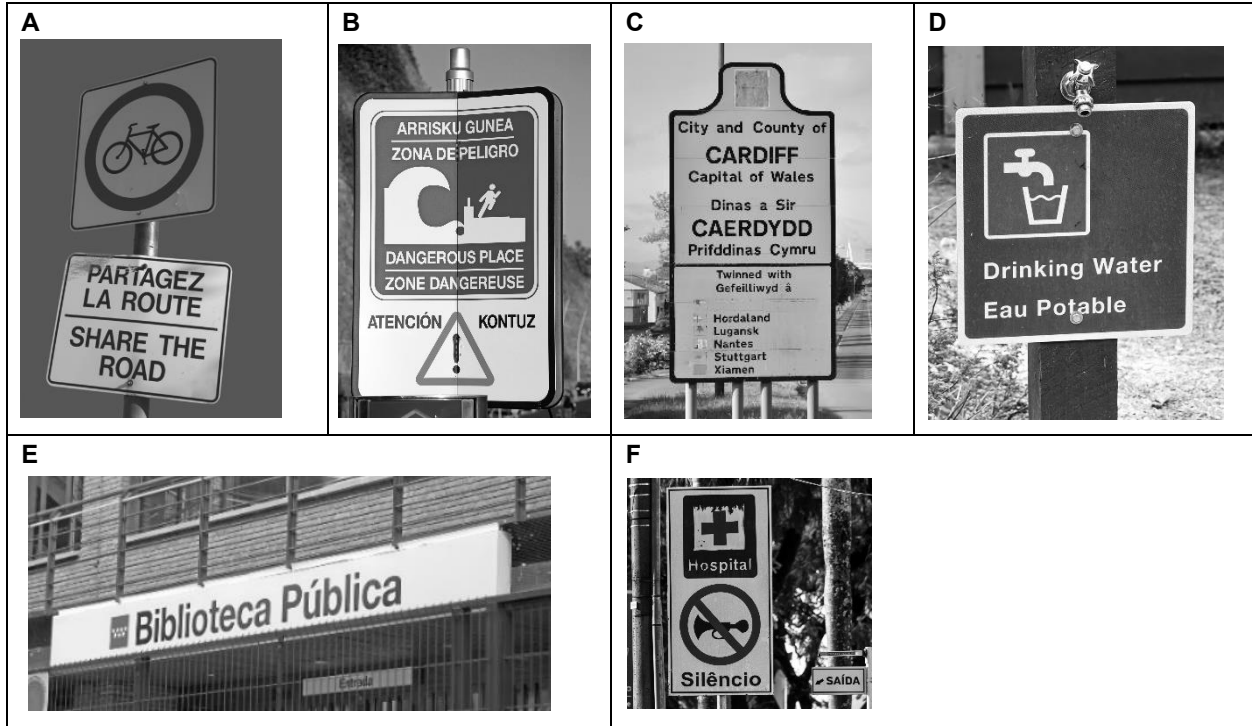 A
PARTAGEZ
LA ROUTE
SHARE THE
ROAD
B
ARRISKU GUNEA
ZONA DE PELIGRO
DANGEROUS PLACE
ZONE DANGEREUSE
ATENCIÓN KONTUZ
C
City and County of
CARDIFF
Capital of Wales
Dinas a Sir
CAERDYDD
Prifddinas Cymru
Twinned with
Gefeilliwyd â
Hordaland
Lugansk
Nantes
Stuttgart
Xiamen
D
Drinking Water
Eau Potable
E
Biblioteca Pública
Entrada
F
Hospital
Silêncio
SAÍDA